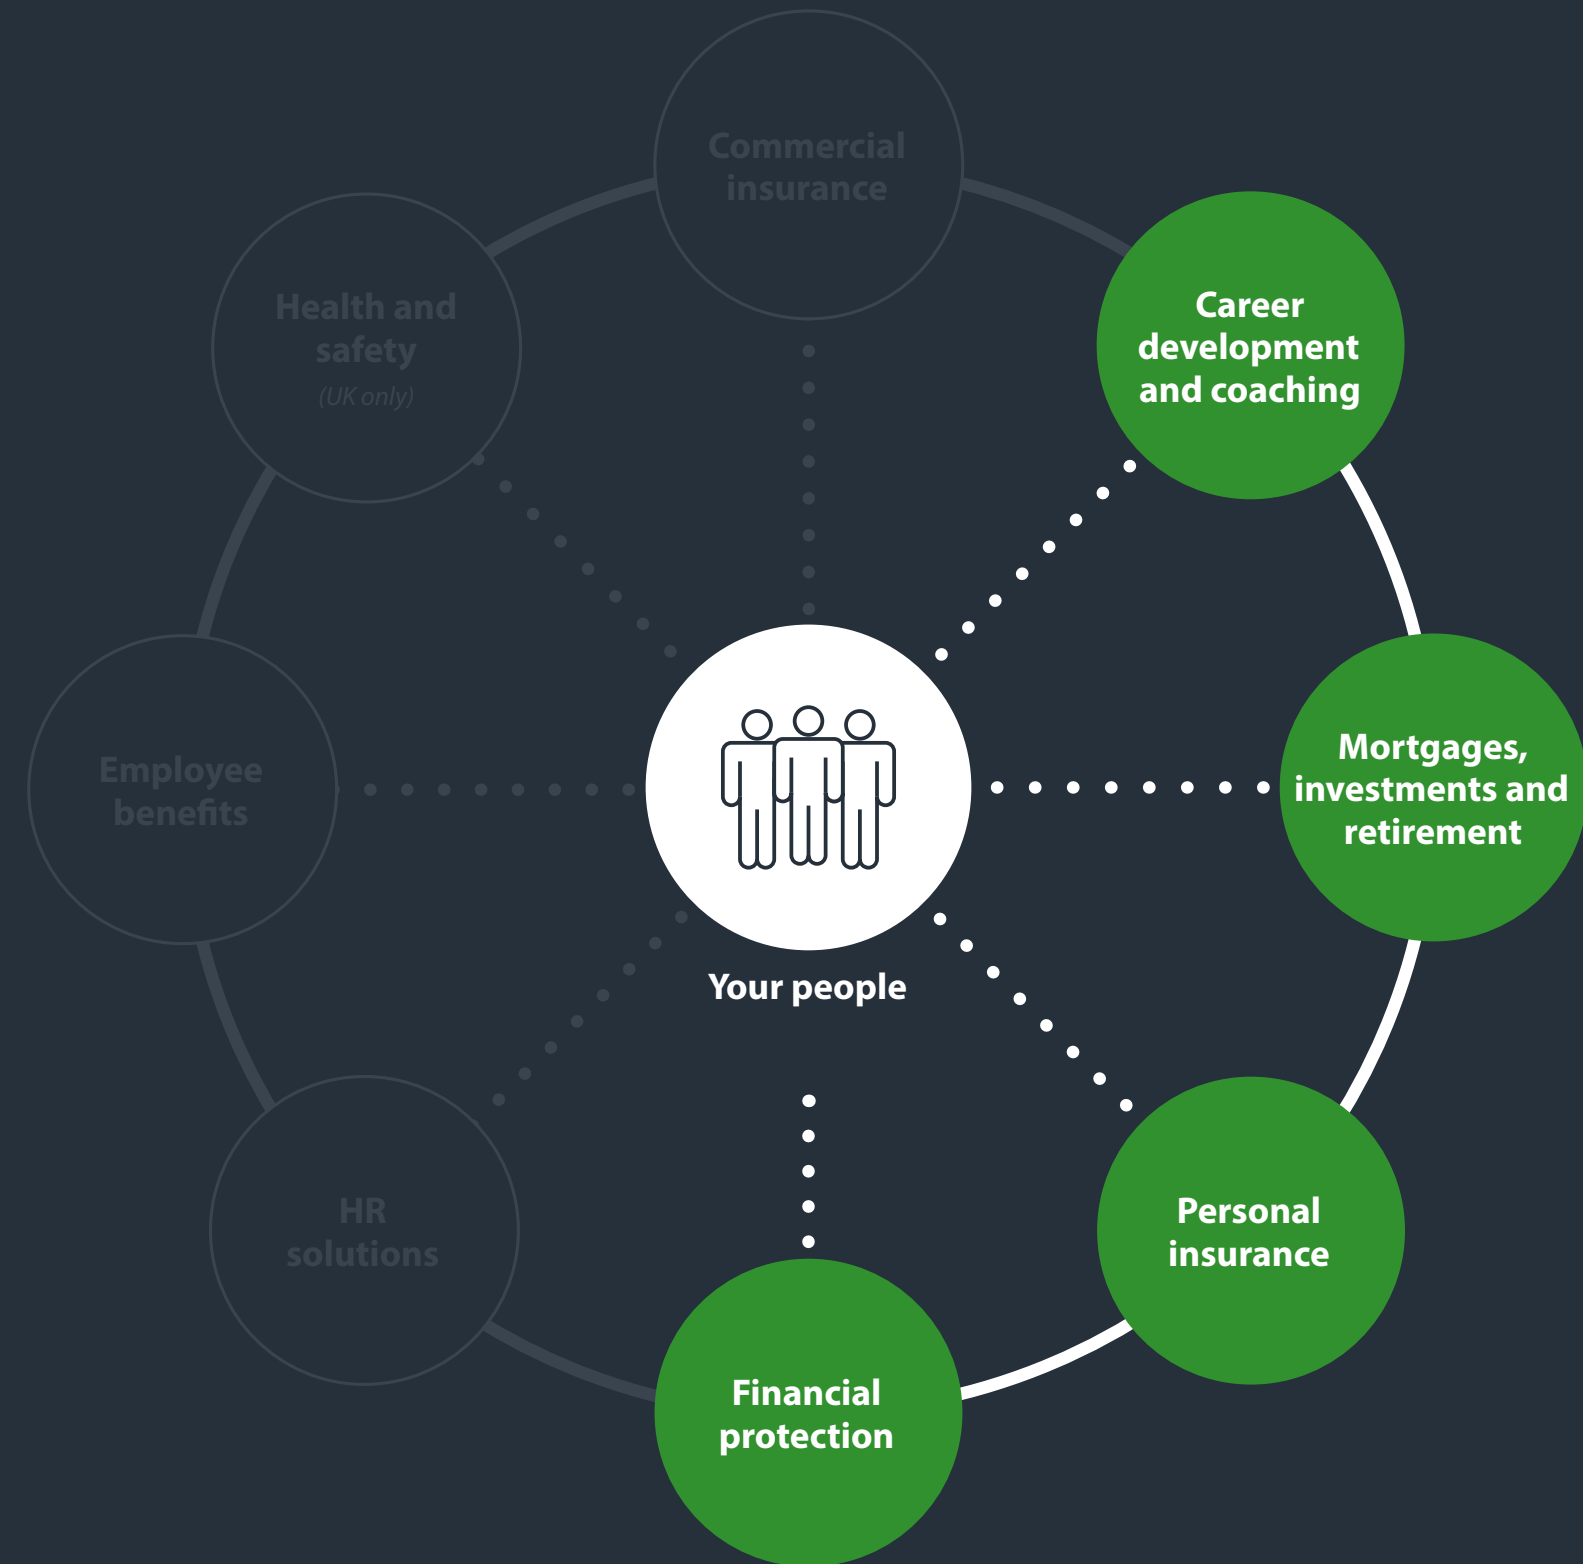 Commercial
insurance
Health and
safety
(UK only)
Career
development
and coaching
Employee
benefits
Mortgages,
investments and
retirement
Your people
HR
solutions
Personal
insurance
Financial
protection